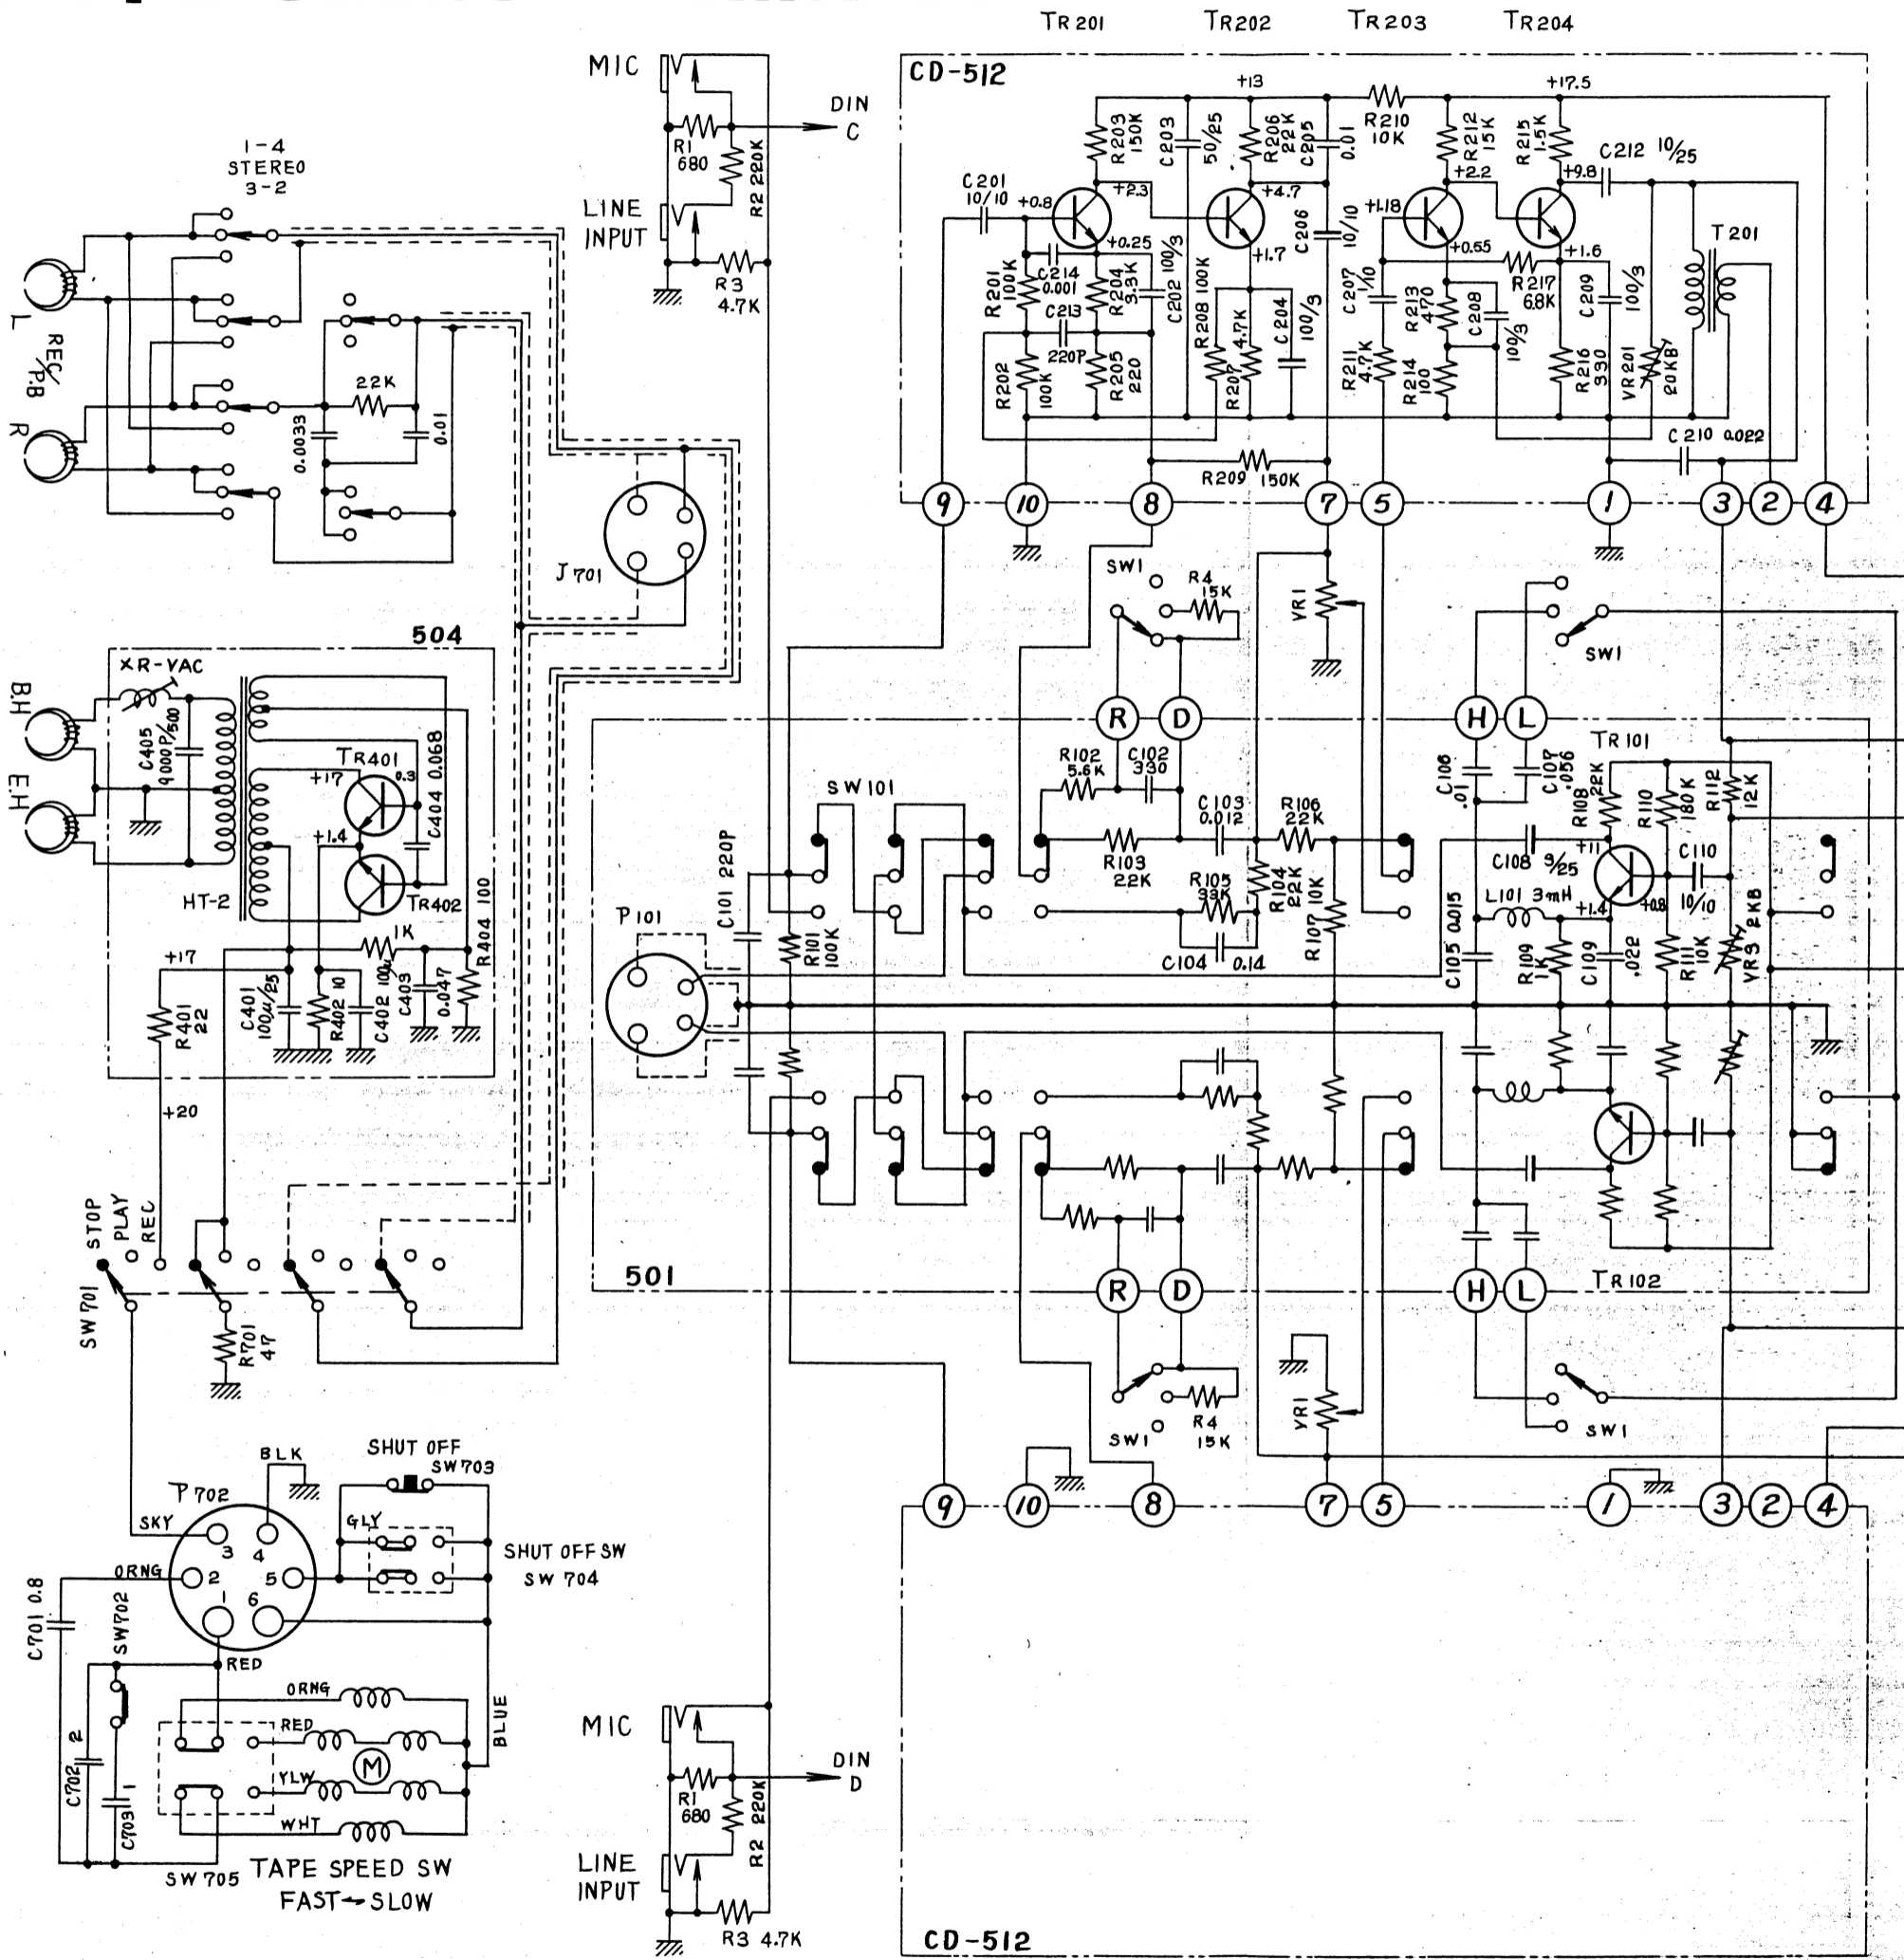 TR201 TR202 TR203 TR204
CD-512
MIC
DIN
C
R1
680
R2 220K
LINE
INPUT
R3
4.7K
1-4
STEREO
3-2
L
REC/P.B
R
22K
0.0033
0.01
J701
C201
10/10
+0.8
R203
150K
C203
50/25
+13
R206
22K
C205
0.01
R210
10K
R212
15K
+17.5
R215
1.5K
C212 10/25
+2.3
+4.7
+2.2
+9.8
+0.25
+1.7
C206
10/10
+1.18
+0.55
+1.6
T201
R201
100K
C214
0.001
R204
3.3K
C202 100/3
R208 100K
C213
220P
R202
100K
R205
220
R207
4.7K
C204
100/3
C207
1/10
R211
4.7K
R213
470
R214
100
C208
100/3
R217
68K
C209
100/3
R216
330
VR201
20KB
C210 0.022
R209 150K
9 10 8 7 5 1 3 2 4
SW1
R4
15K
VR1
SW1
504
XR-VAC
B.H
E.H
C405
9000P/500
TR401
+17
0.3
C404 0.068
+1.4
HT-2
TR402
R404 100
1K
+17
R401
22
C401
100μ/25
R402 10
C402 100μ
C403
0.047
+20
R D H L
R102
5.6K
C102
330
SW101
C103
0.012
R106
22K
R103
22K
R105
33K
R104
22K
R107 10K
C104 0.14
P101
C101 220P
R101
100K
C106
.01
C107
.056
TR101
R108
22K
R110
180K
R112
12K
C108 3/25
+11
C110
10/10
L101 3mH
+1.4
+0.8
C105 0.015
R109
1K
C109
.022
R111
10K
VR3 2KB
501
R D H L
TR102
STOP
PLAY
REC
SW701
R701
47
SW1
R4
15K
VR1
SW1
9 10 8 7 5 1 3 2 4
CD-512
BLK
SHUT OFF
SW703
P702
SKY
GLY
3 4
ORNG
2 5
1 6
SHUT OFF SW
SW 704
C701 0.8
SW702
RED
ORNG
RED
BLUE
M
YLW
WHT
C702 2
C703 1
SW705
TAPE SPEED SW
FAST↔SLOW
MIC
DIN
D
R1
680
R2 220K
LINE
INPUT
R3 4.7K